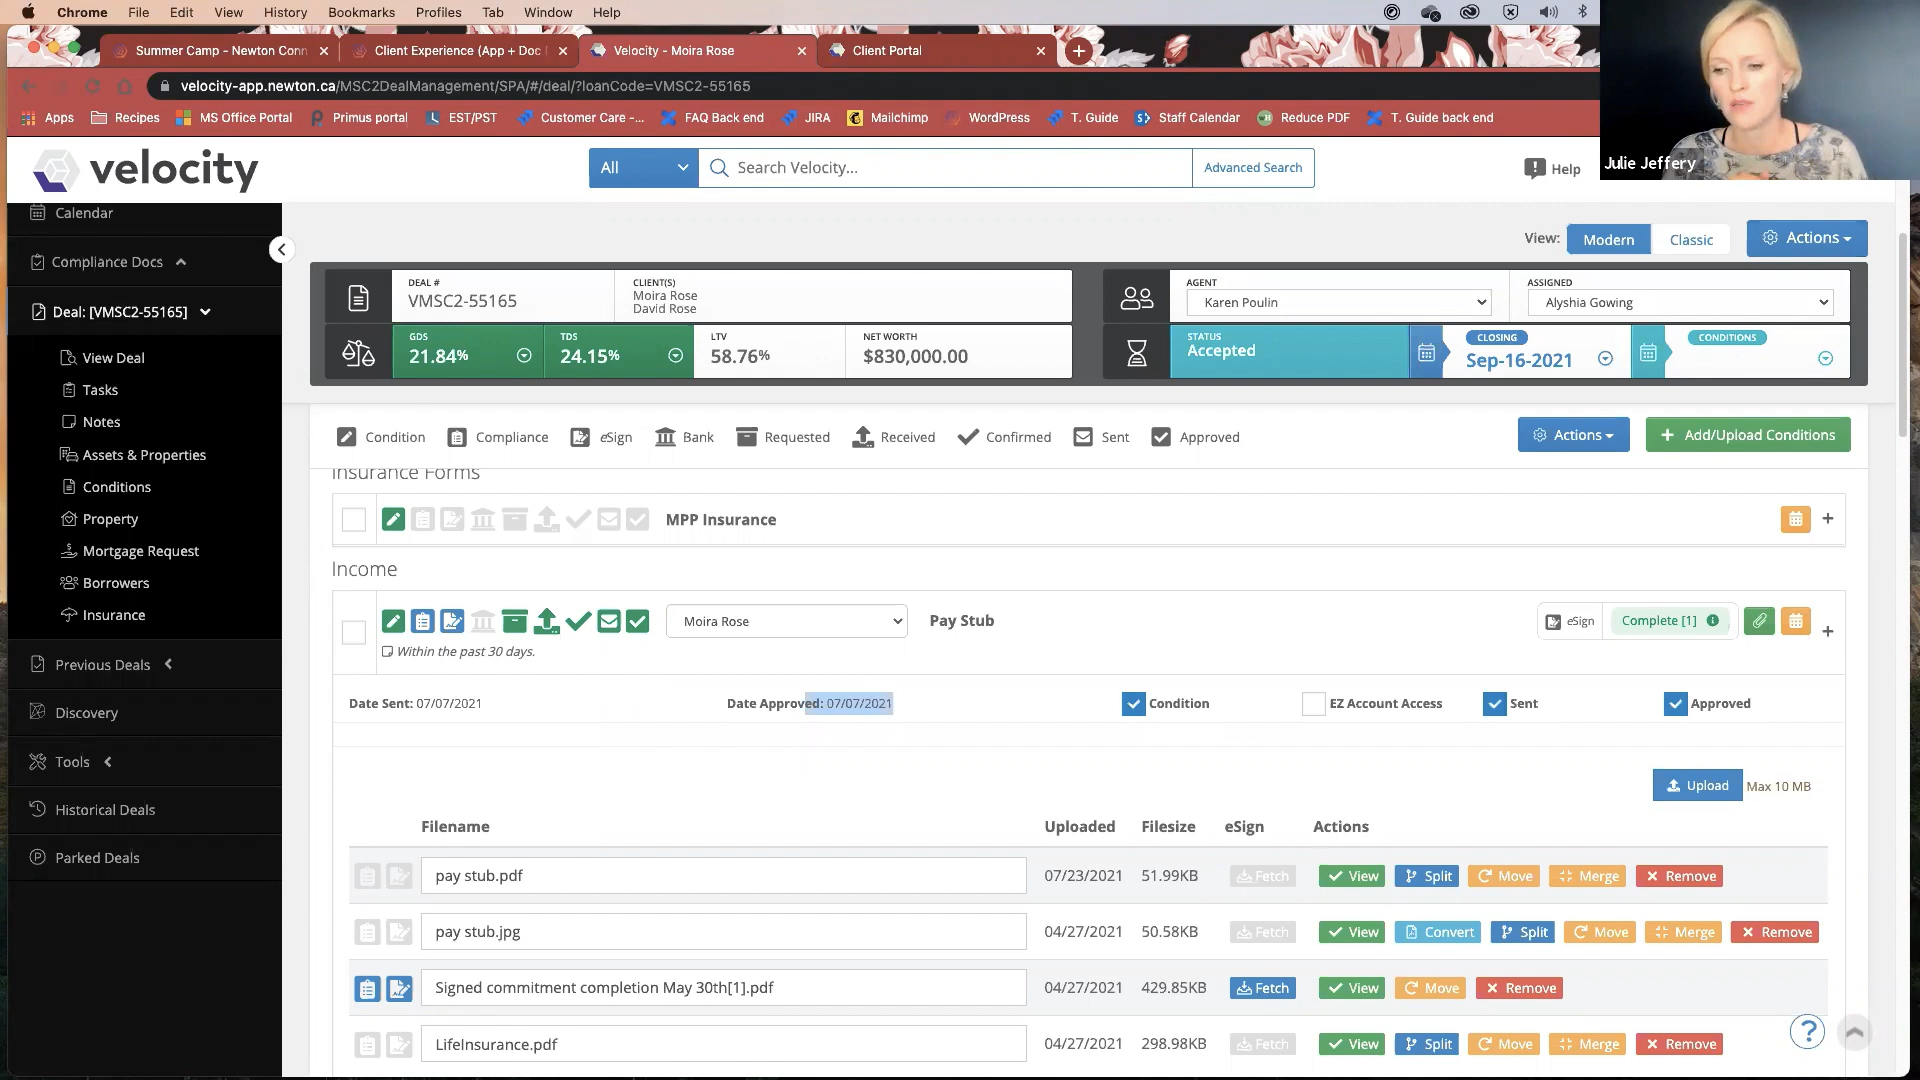 Chrome File Edit View History Bookmarks Profiles Tab Window Help
Summer Camp - Newton Conn Client Experience (App + Doc Velocity - Moira Rose Client Portal
velocity-app.newton.ca/MSC2DealManagement/SPA/#/deal/?loanCode=VMSC2-55165
Apps Recipes MS Office Portal Primus portal EST/PST Customer Care -... FAQ Back end JIRA Mailchimp WordPress T. Guide Staff Calendar Reduce PDF T. Guide back end
Julie Jeffery
velocity All Search Velocity... Advanced Search Help
Calendar
Compliance Docs
Deal: [VMSC2-55165]
View Deal
Tasks
Notes
Assets & Properties
Conditions
Property
Mortgage Request
Borrowers
Insurance
Previous Deals
Discovery
Tools
Historical Deals
Parked Deals
View: Modern Classic Actions
DEAL #
VMSC2-55165
CLIENT(S)
Moira Rose
David Rose
AGENT
Karen Poulin
ASSIGNED
Alyshia Gowing
GDS
21.84%
TDS
24.15%
LTV
58.76%
NET WORTH
$830,000.00
STATUS
Accepted
CLOSING
Sep-16-2021
CONDITIONS
Condition Compliance eSign Bank Requested Received Confirmed Sent Approved Actions + Add/Upload Conditions
Insurance Forms
MPP Insurance
Income
Moira Rose Pay Stub eSign Complete [1]
Within the past 30 days.
Date Sent: 07/07/2021 Date Approved: 07/07/2021 Condition EZ Account Access Sent Approved
Upload Max 10 MB
Filename Uploaded Filesize eSign Actions
pay stub.pdf 07/23/2021 51.99KB Fetch View Split Move Merge Remove
pay stub.jpg 04/27/2021 50.58KB Fetch View Convert Split Move Merge Remove
Signed commitment completion May 30th[1].pdf 04/27/2021 429.85KB Fetch View Move Remove
LifeInsurance.pdf 04/27/2021 298.98KB Fetch View Split Move Merge Remove